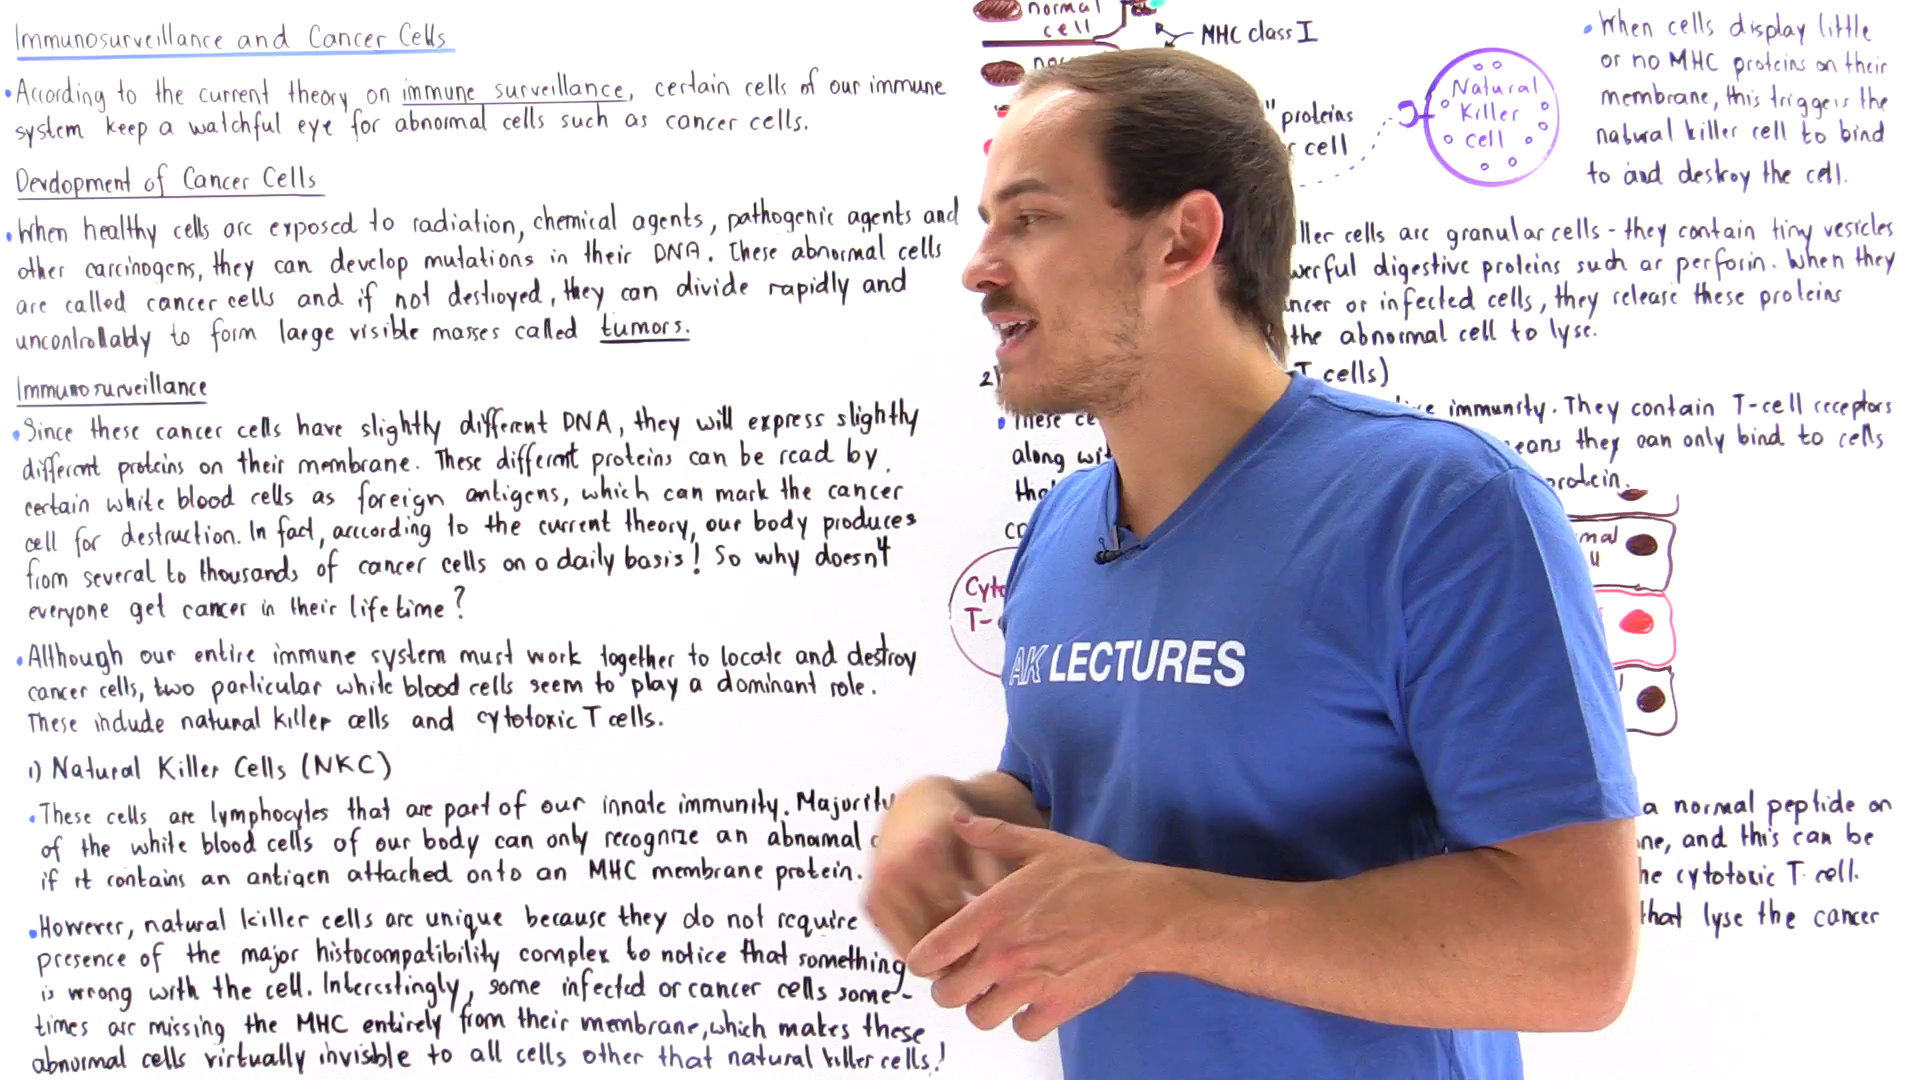 Immunosurveillance and Cancer Cells
• According to the current theory on immune surveillance, certain cells of our immune
system keep a watchful eye for abnormal cells such as cancer cells.
Development of Cancer Cells
• When healthy cells are exposed to radiation, chemical agents, pathogenic agents and
other carcinogens, they can develop mutations in their DNA. These abnormal cells
are called cancer cells and if not destroyed, they can divide rapidly and
uncontrollably to form large visible masses called tumors.
Immunosurveillance
• Since these cancer cells have slightly different DNA, they will express slightly
different proteins on their membrane. These different proteins can be read by
certain white blood cells as foreign antigens, which can mark the cancer
cell for destruction. In fact, acccording to the current theory, our body produces
from several to thousands of cancer cells on a daily basis! So why doesn't
everyone get cancer in their lifetime?
• Although our entire immune system must work together to locate and destroy
cancer cells, two particular white blood cells seem to play a dominant role.
These include natural killer cells and cytotoxic T cells.
1) Natural Killer Cells (NKC)
• These cells are lymphocytes that are part of our innate immunity. Majority
of the white blood cells of our body can only recognize an abnormal
if it contains an antigen attached onto an MHC membrane protein.
• However, natural killer cells are unique because they do not require
presence of the major histocompatibility complex to notice that something
is wrong with the cell. Interestingly, some infected or cancer cells some-
times are missing the MHC entirely from their membrane, which makes these
abnormal cells virtually invisible to all cells other that natural killer cells!
normal
cell
MHC class I
" proteins
cell
Natural
Killer
Cell
• When cells display little
or no MHC proteins on their
membrane, this triggers the
natural killer cell to bind
to and destroy the cell.
ller cells are granular cells - they contain tiny vesicles
werful digestive proteins such as perforin. When they
ncer or infected cells, they release these proteins
the abnormal cell to lyse.
2)
T cells)
• These ce
immunity. They contain T-cell receptors
along wi
eans they can only bind to cells
tha
protein.
Cyto
T-
mal
AK LECTURES
a normal peptide on
ne, and this can be
he cytotoxic T cell.
that lyse the cancer